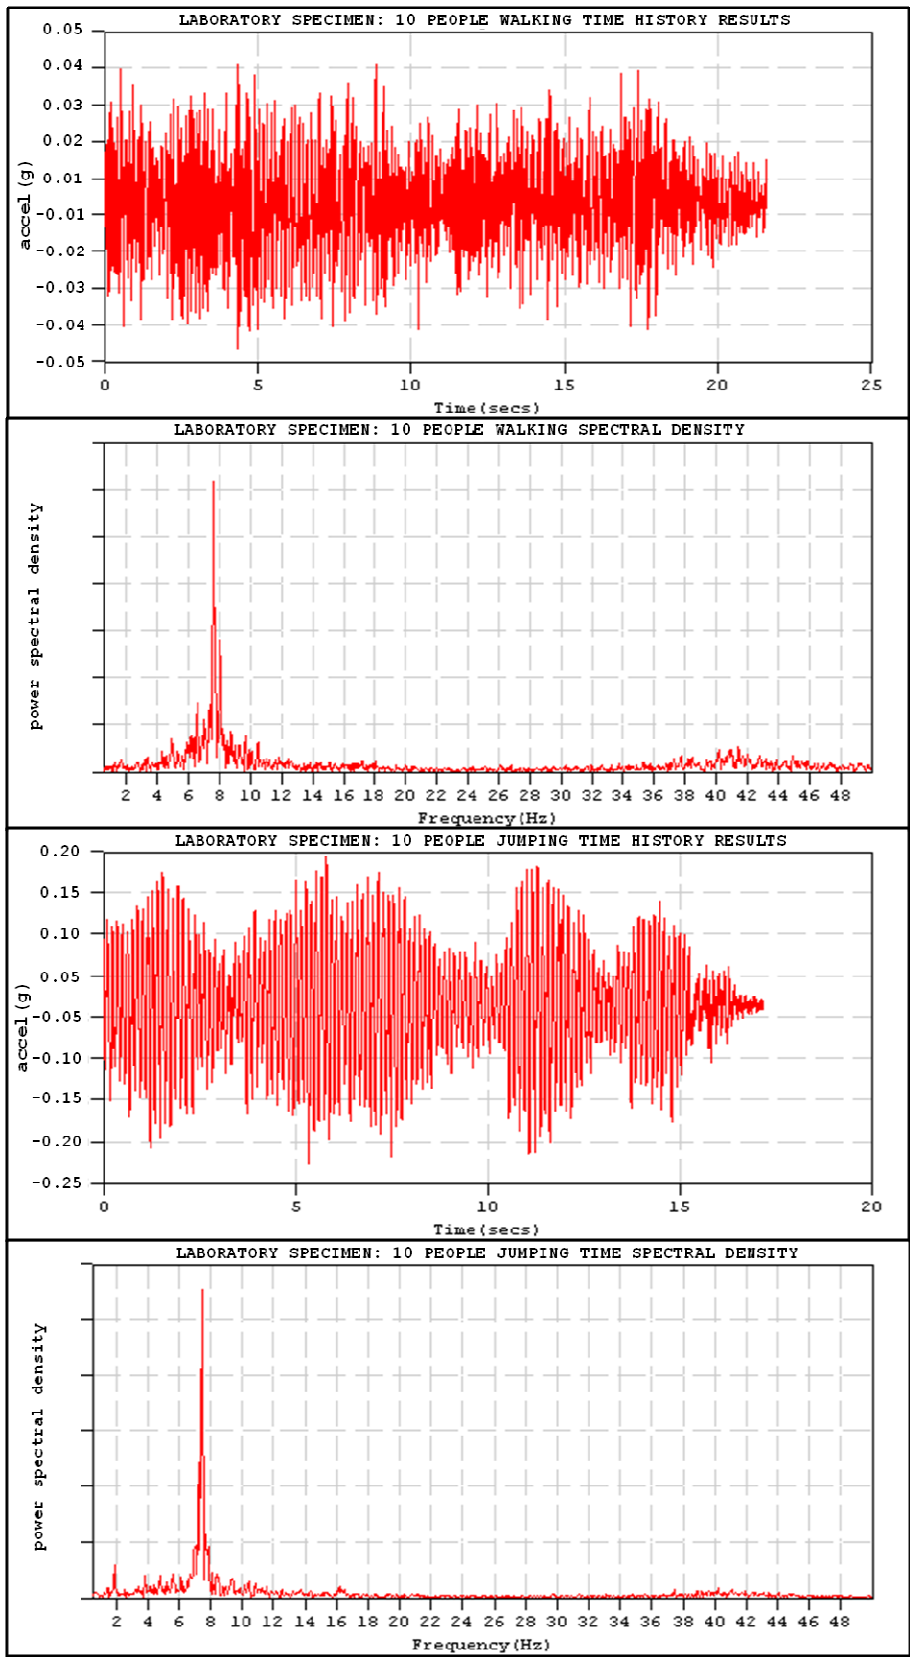 LABORATORY SPECIMEN: 10 PEOPLE WALKING TIME HISTORY RESULTS
0.05
0.04
0.03
0.02
0.01
-0.01
-0.02
-0.03
-0.04
-0.05
accel(g)
0 5 10 15 20 25
Time(secs)
LABORATORY SPECIMEN: 10 PEOPLE WALKING SPECTRAL DENSITY
power spectral density
2 4 6 8 10 12 14 16 18 20 22 24 26 28 30 32 34 36 38 40 42 44 46 48
Frequency(Hz)
LABORATORY SPECIMEN: 10 PEOPLE JUMPING TIME HISTORY RESULTS
0.20
0.15
0.10
0.05
-0.05
-0.10
-0.15
-0.20
-0.25
accel(g)
0 5 10 15 20
Time(secs)
LABORATORY SPECIMEN: 10 PEOPLE JUMPING TIME SPECTRAL DENSITY
power spectral density
2 4 6 8 10 12 14 16 18 20 22 24 26 28 30 32 34 36 38 40 42 44 46 48
Frequency(Hz)